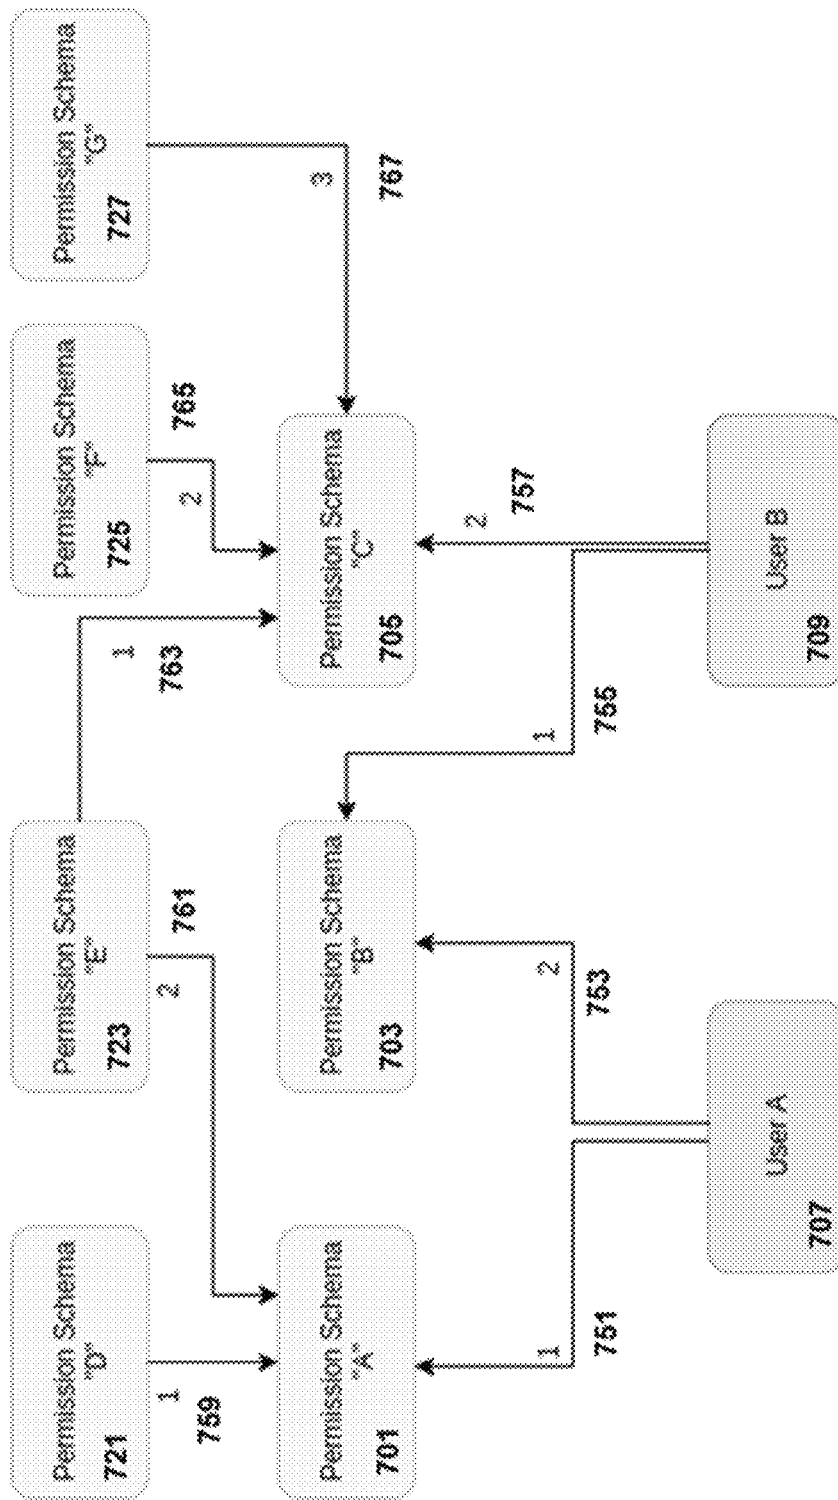 Permission Schema
"D"
721
Permission Schema
"E"
723
Permission Schema
"F"
725
Permission Schema
"G"
727
1
759
2
761
1
763
2
765
3
767
Permission Schema
"A"
701
Permission Schema
"B"
703
Permission Schema
"C"
705
1
751
2
753
1
755
2
757
User A
707
User B
709